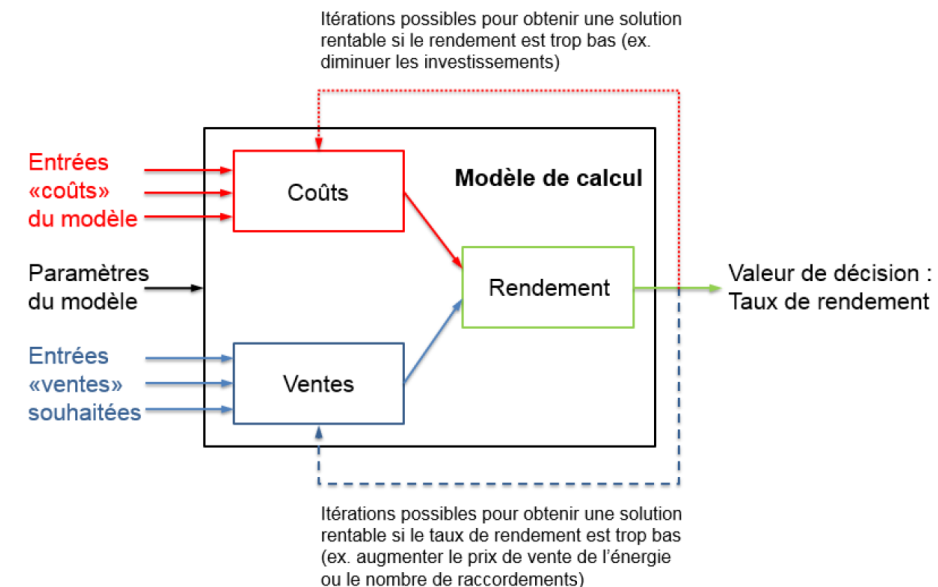 Itérations possibles pour obtenir une solution
rentable si le rendement est trop bas (ex.
diminuer les investissements)
Entrées
«coûts»
du modèle
Coûts
Modèle de calcul
Paramètres
du modèle
Rendement
Valeur de décision :
Taux de rendement
Entrées
«ventes»
souhaitées
Ventes
Itérations possibles pour obtenir une solution
rentable si le taux de rendement est trop bas
(ex. augmenter le prix de vente de l’énergie
ou le nombre de raccordements)